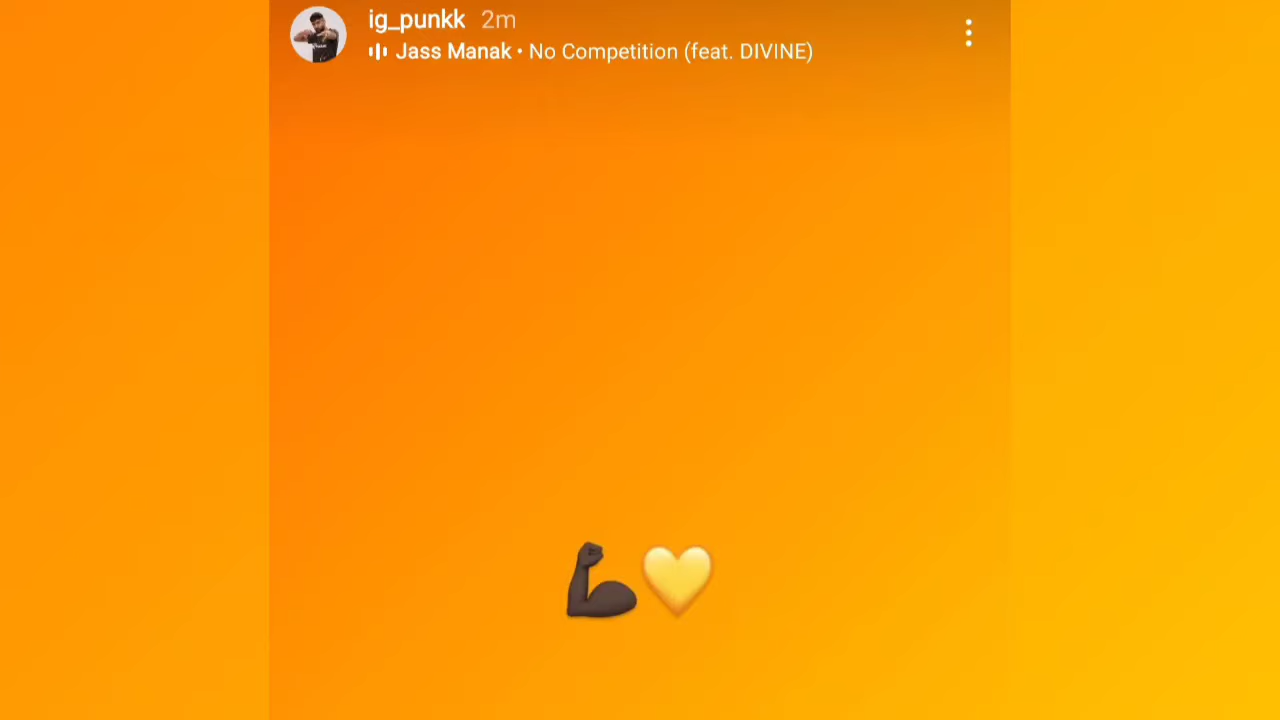 ig_punkk 2m
Jass Manak • No Competition (feat. DIVINE)